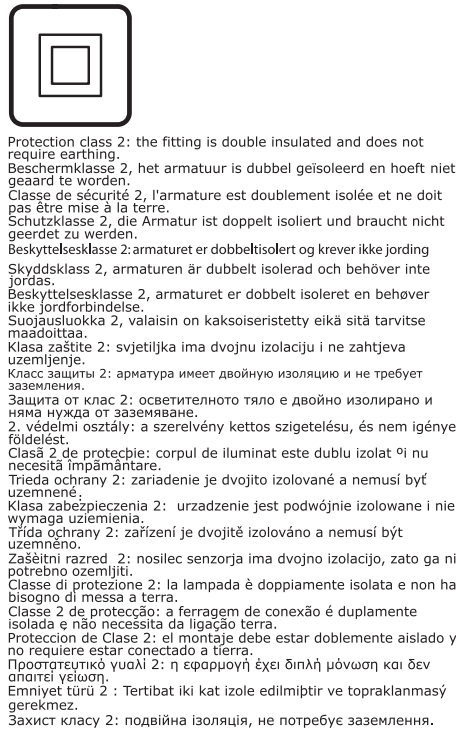 Protection class 2: the fitting is double insulated and does not
require earthing.
Beschermklasse 2, het armatuur is dubbel geïsoleerd en hoeft niet
geaard te worden.
Classe de sécurité 2, l'armature est doublement isolée et ne doit
pas être mise à la terre.
Schutzklasse 2, die Armatur ist doppelt isoliert und braucht nicht
geerdet zu werden.
Beskyttelsesklasse 2: armaturet er dobbeltisolert og krever ikke jording
Skyddsklass 2, armaturen är dubbelt isolerad och behöver inte
jordas.
Beskyttelsesklasse 2, armaturet er dobbelt isoleret en behøver
ikke jordforbindelse.
Suojausluokka 2, valaisin on kaksoiseristetty eikä sitä tarvitse
maadoittaa.
Klasa zaštite 2: svjetiljka ima dvojnu izolaciju i ne zahtjeva
uzemljenje.
Класс защиты 2: арматура имеет двойную изоляцию и не требует
заземления.
Защита от клас 2: осветителното тяло е двойно изолирано и
няма нужда от заземяване.
2. védelmi osztály: a szerelvény kettos szigetelésu, és nem igénye
földelést.
Clasã 2 de protecþie: corpul de iluminat este dublu izolat ºi nu
necesitã împãmântare.
Trieda ochrany 2: zariadenie je dvojito izolované a nemusí byť
uzemnené.
Klasa zabezpieczenia 2:  urzadzenie jest podwójnie izolowane i nie
wymaga uziemienia.
Třída ochrany 2: zařízení je dvojitě izolováno a nemusí být
uzemněno.
Zašèitni razred  2: nosilec senzorja ima dvojno izolacijo, zato ga ni
potrebno ozemljiti.
Classe di protezione 2: la lampada è doppiamente isolata e non ha
bisogno di messa a terra.
Classe 2 de protecção: a ferragem de conexão é duplamente
isolada e não necessita da ligação terra.
Proteccion de Clase 2: el montaje debe estar doblemente aislado y
no requiere estar conectado a tierra.
Προστατευτικό γυαλί 2: η εφαρμογή έχει διπλή μόνωση και δεν
απαιτεί γείωση.
Emniyet türü 2 : Tertibat iki kat izole edilmiþtir ve topraklanmasý
gerekmez.
Захист класу 2: подвійна ізоляція, не потребує заземлення.